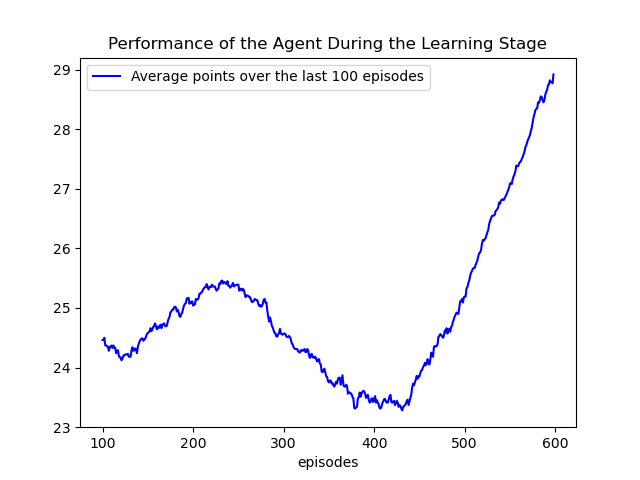 Performance of the Agent During the Learning Stage
Average points over the last 100 episodes
29
28
27
26
25
24
23
100 200 300 400 500 600
episodes